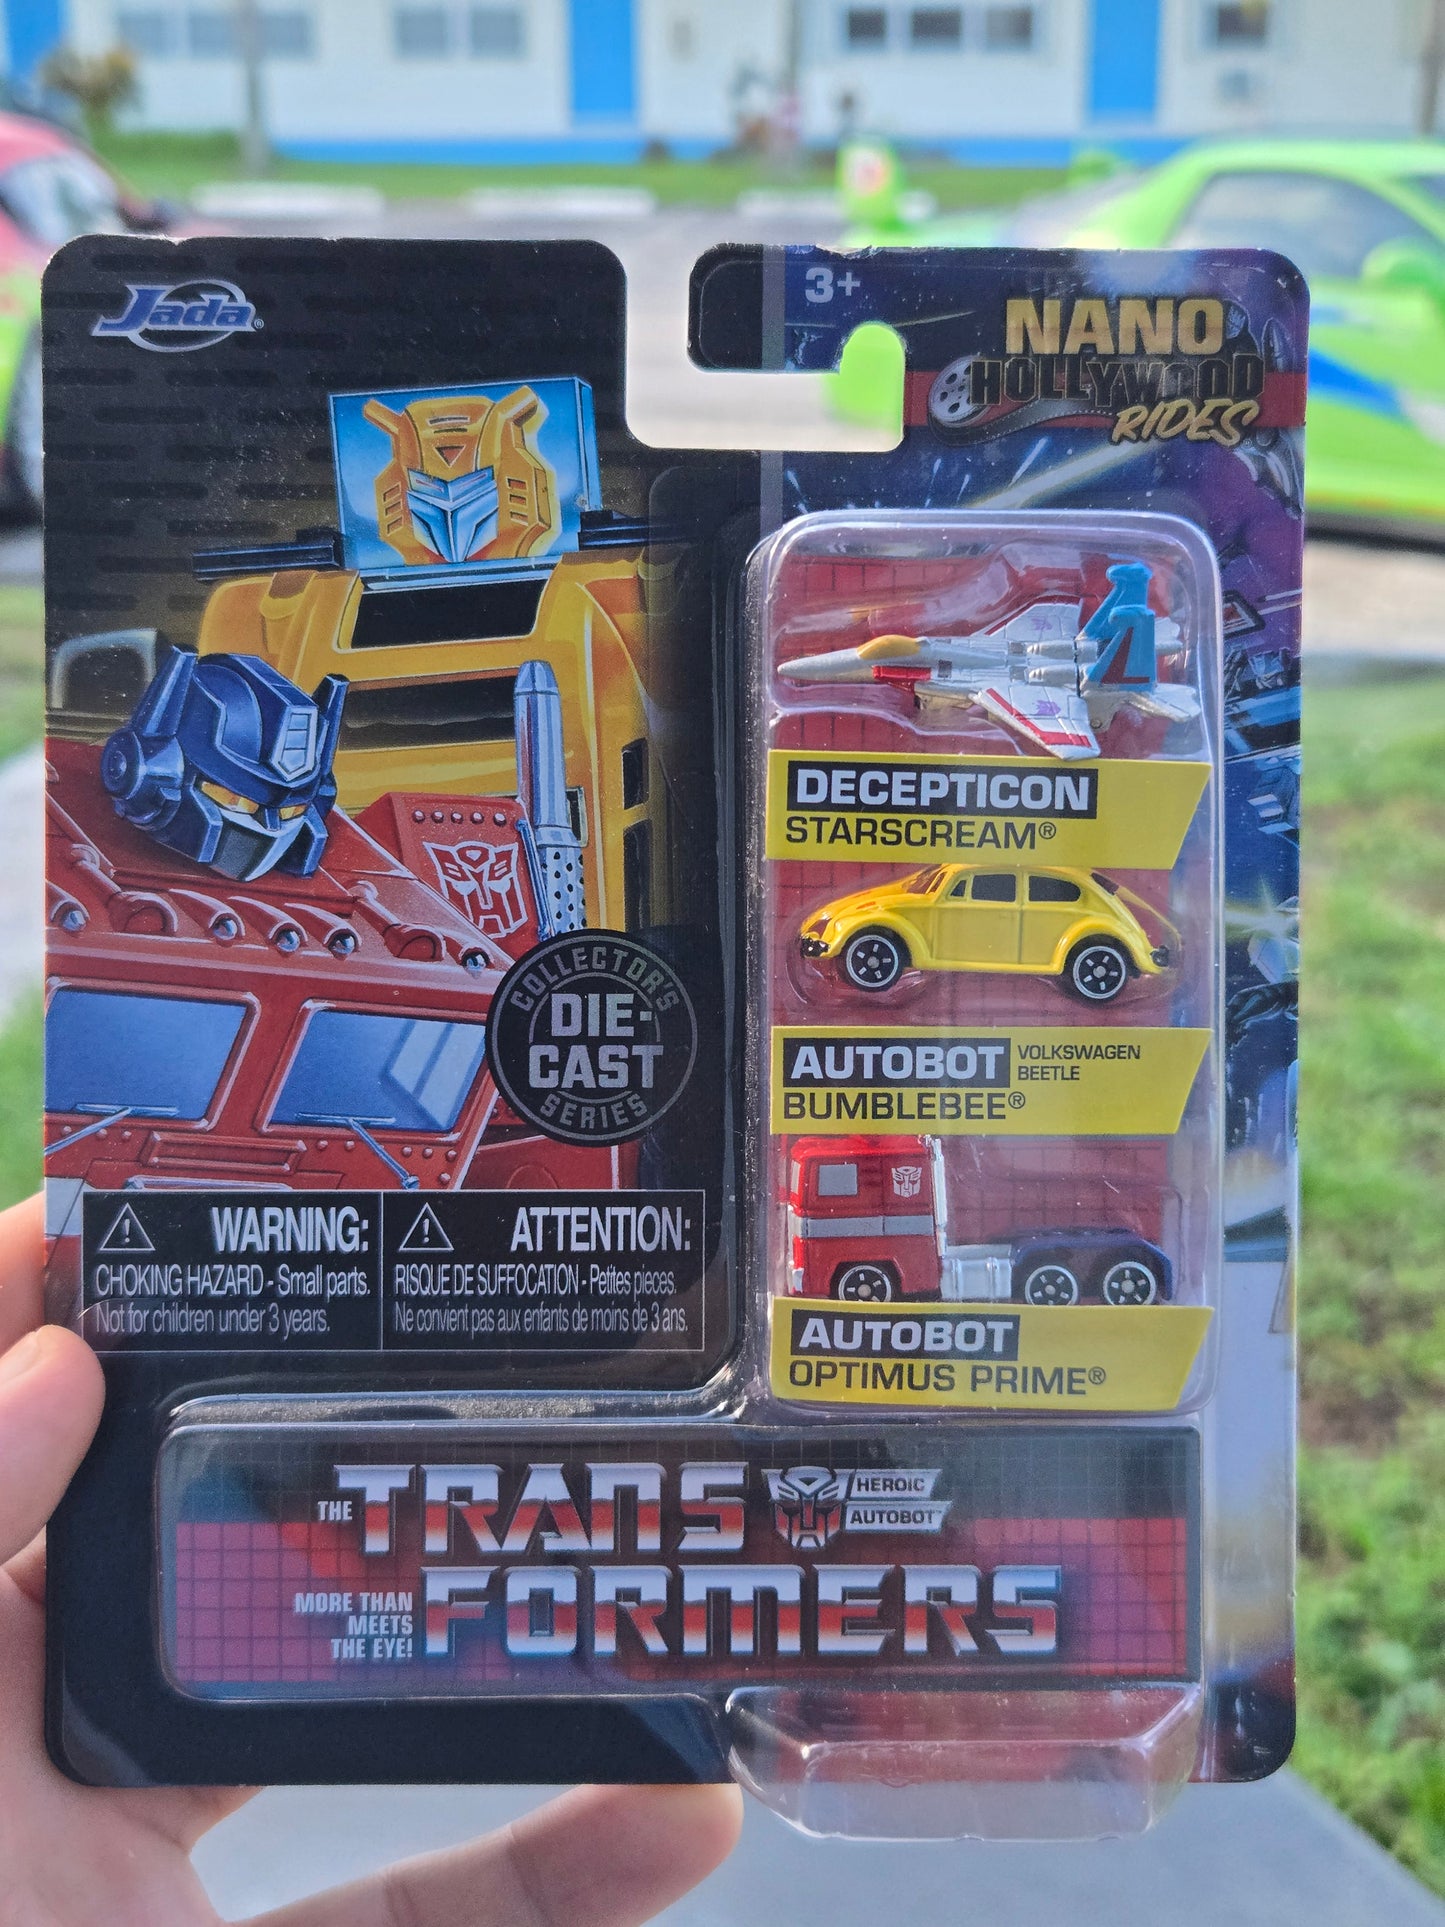 Jada®
3+
NANO
HOLLYWOOD
RIDES
DECEPTICON
STARSCREAM®
AUTOBOT VOLKSWAGEN
BEETLE
BUMBLEBEE®
AUTOBOT
OPTIMUS PRIME®
COLLECTOR'S
DIE-
CAST
SERIES
WARNING:
CHOKING HAZARD - Small parts.
Not for children under 3 years.
ATTENTION:
RISQUE DE SUFFOCATION - Petites pieces.
Ne convient pas aux enfants de moins de 3 ans.
THE TRANS
HEROIC
AUTOBOT™
FORMERS
MORE THAN
MEETS
THE EYE!